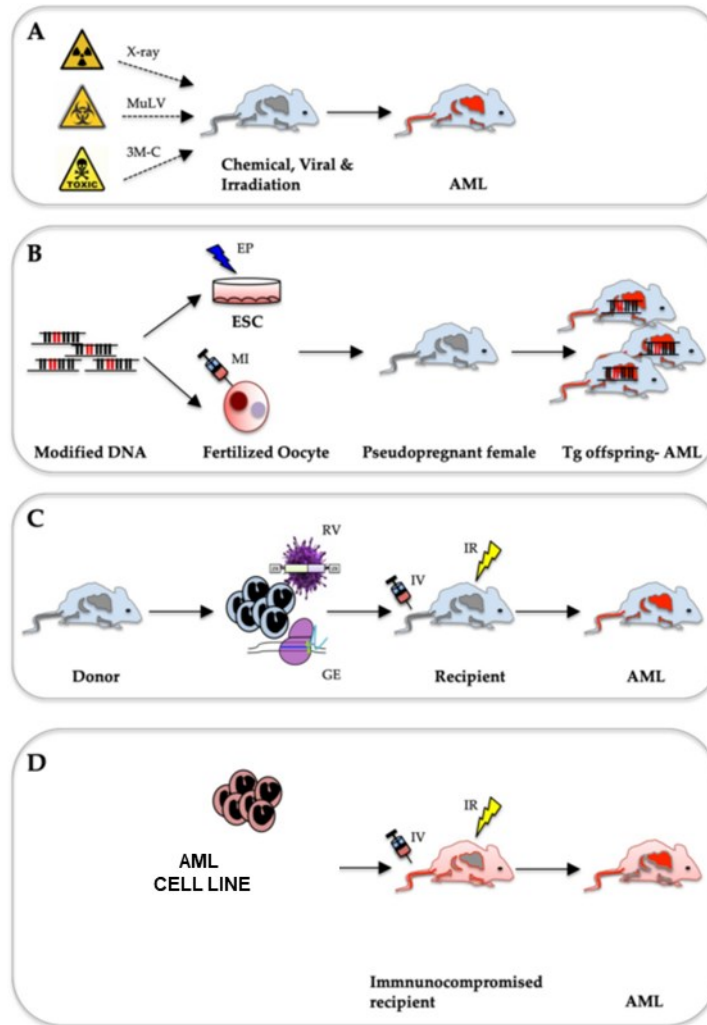 A
X-ray
MuLV
3M-C
TOXIC
Chemical, Viral &
Irradiation
AML
B
EP
ESC
MI
Modified DNA
Fertilized Oocyte
Pseudopregnant female
Tg offspring- AML
C
RV
IR
IV
GE
Donor
Recipient
AML
D
IR
IV
AML
CELL LINE
Immnunocompromised
recipient
AML